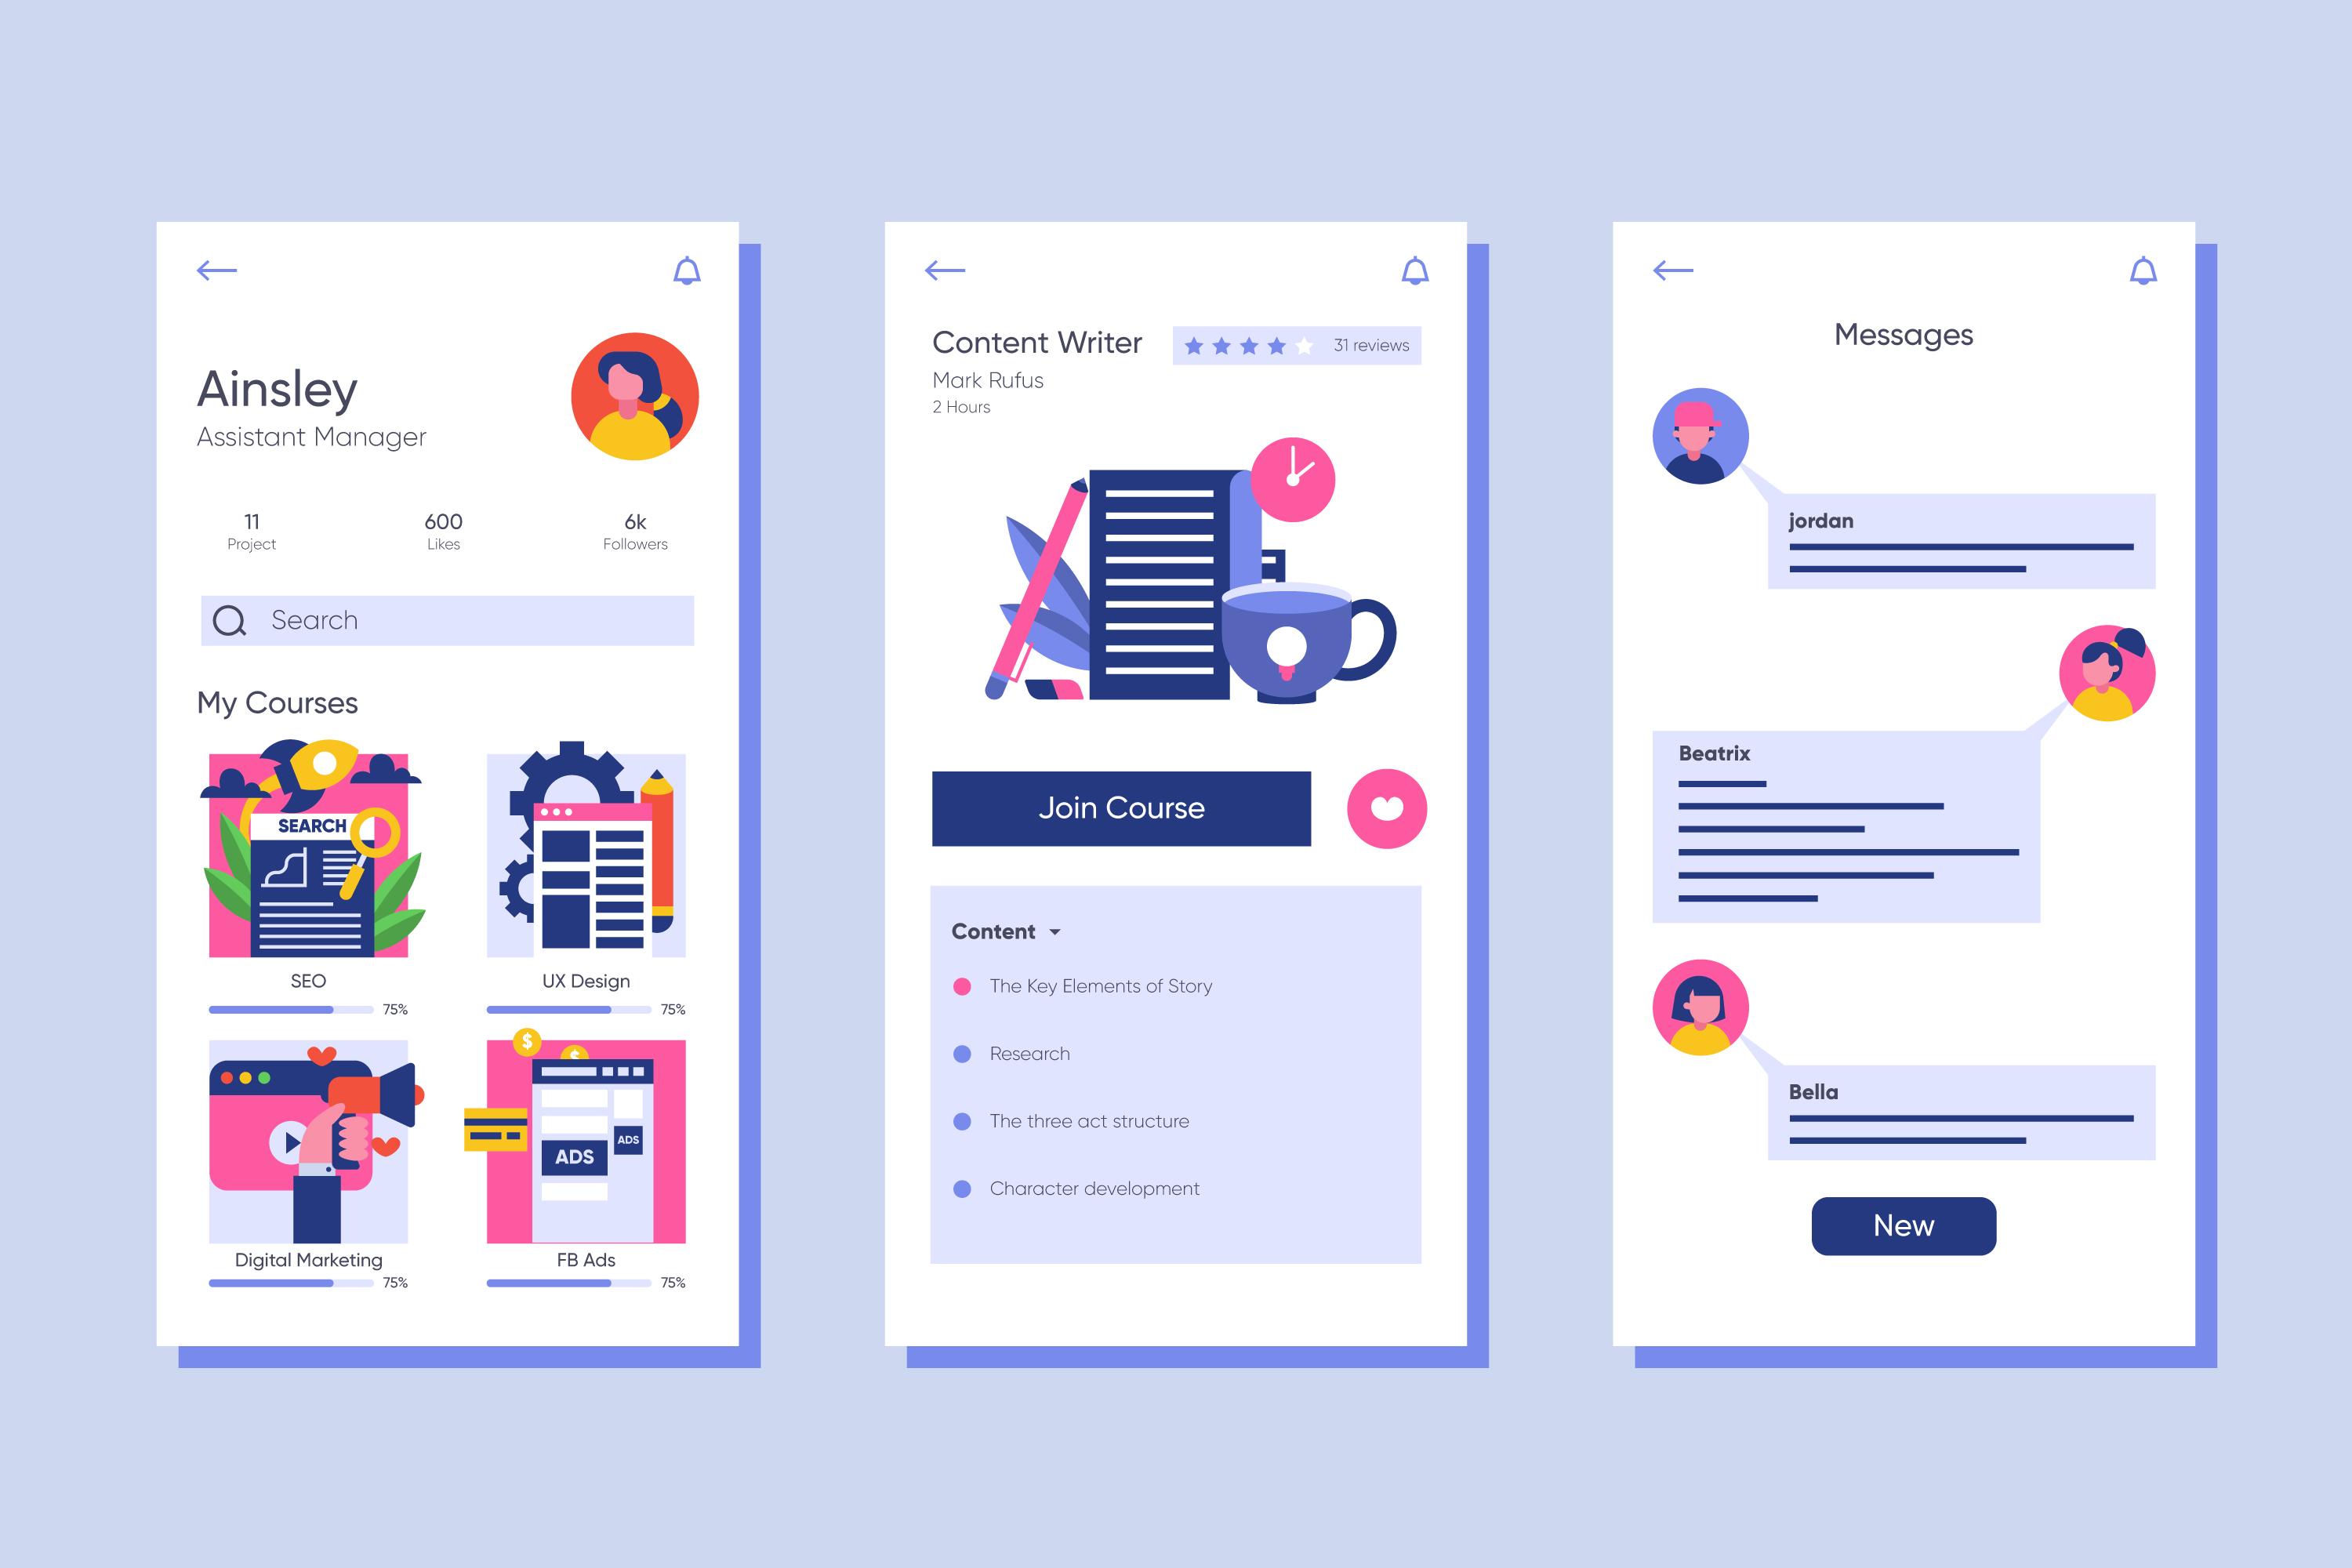 Ainsley
Assistant Manager
11
Project
600
Likes
6k
Followers
Search
My Courses
SEARCH
SEO
75%
UX Design
75%
$
$
ADS
ADS
Digital Marketing
75%
FB Ads
75%
Content Writer
31 reviews
Mark Rufus
2 Hours
Join Course
Content
The Key Elements of Story
Research
The three act structure
Character development
Messages
jordan
Beatrix
Bella
New